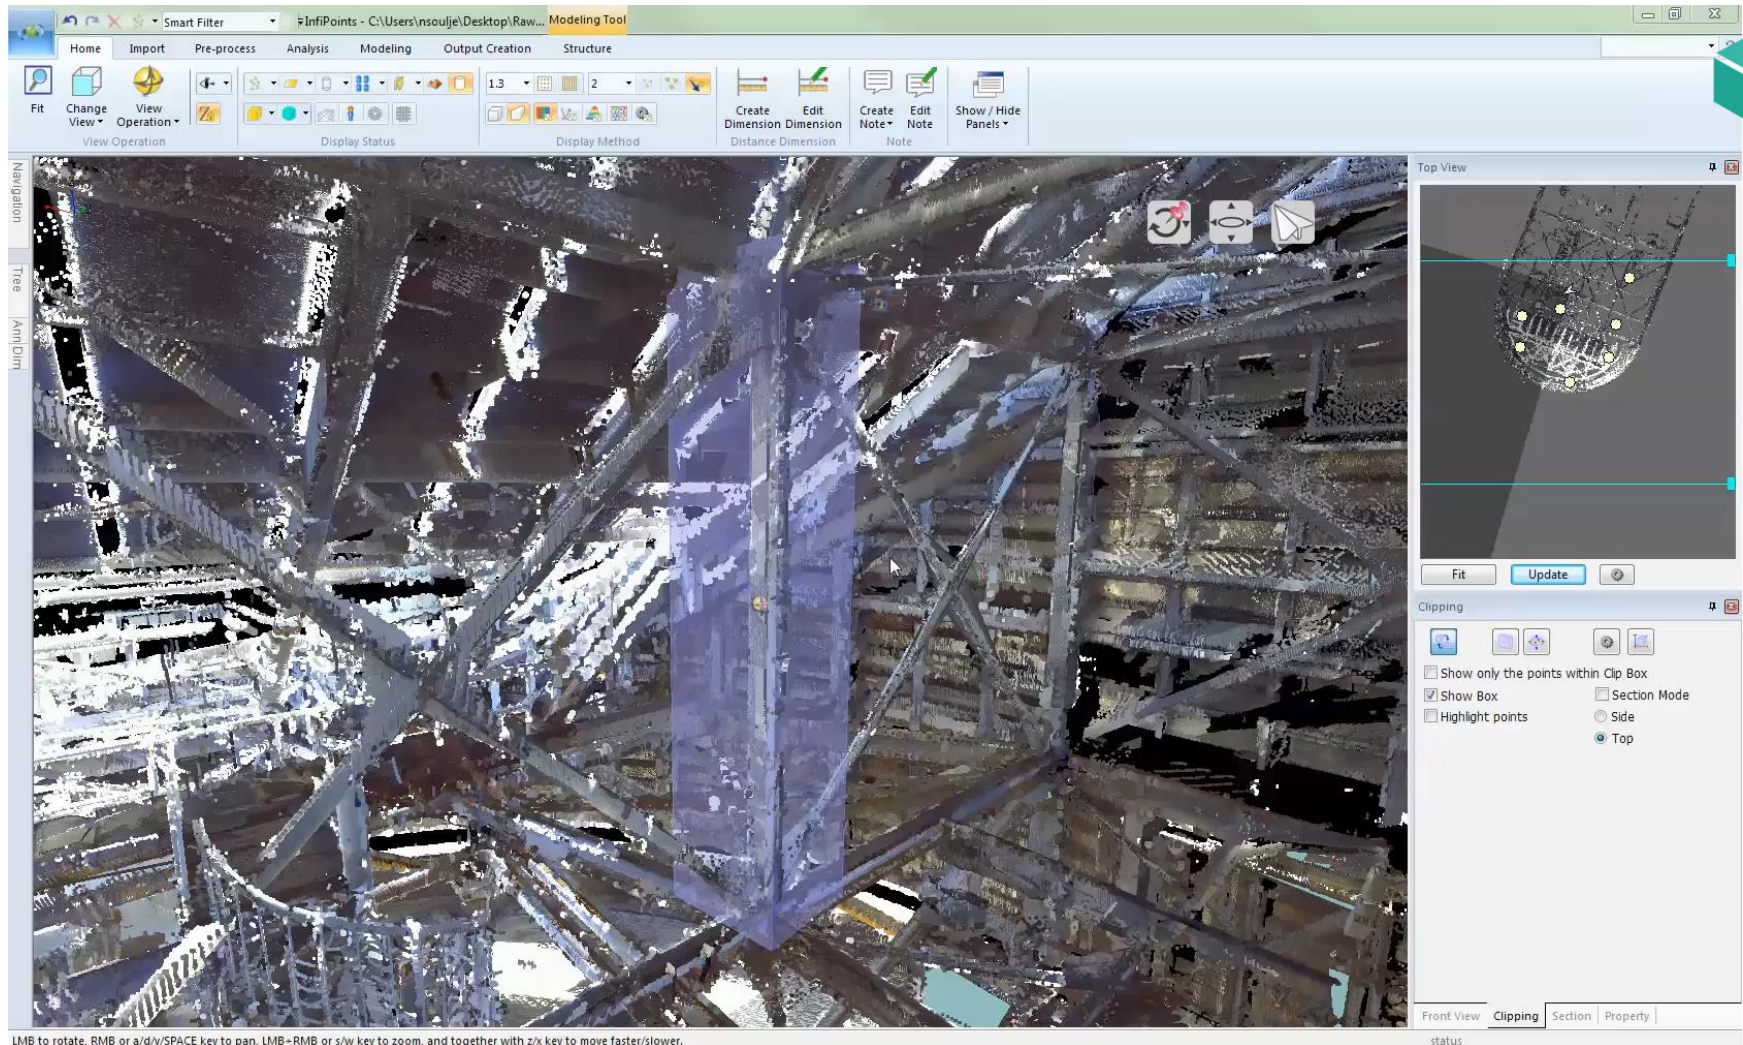 Smart Filter
InfiPoints - C:\Users\nsoulje\Desktop\Raw...
Modeling Tool
Home Import Pre-process Analysis Modeling Output Creation Structure
1.3 2
Fit
Change View
View Operation
Create Dimension
Edit Dimension
Create Note
Edit Note
Show / Hide Panels
View Operation Display Status Display Method Distance Dimension Note
Navigation
Tree
Ann
Dim
Top View
Fit Update
Clipping
Show only the points within Clip Box
Show Box Section Mode
Highlight points Side
Top
Front View Clipping Section Property
LMB to rotate, RMB or a/d/v/SPACE key to pan, LMB+RMB or s/w key to zoom, and together with z/x key to move faster/slower.
status